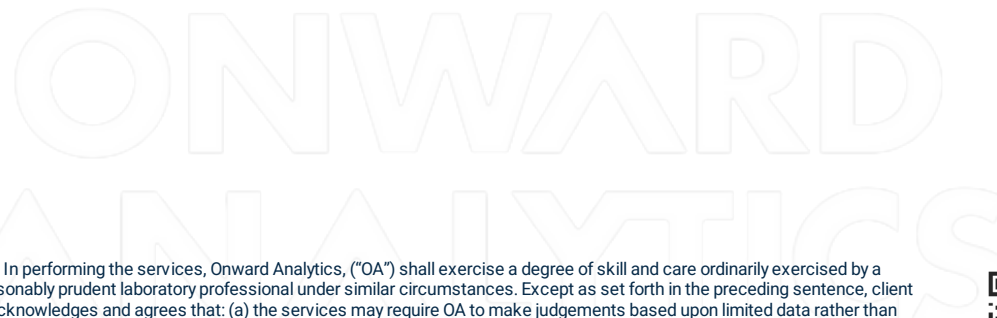 ONWARD
ANALYTICS
In performing the services, Onward Analytics, (“OA”) shall exercise a degree of skill and care ordinarily exercised by a
prudent laboratory professional under similar circumstances. Except as set forth in the preceding sentence, client
and agrees that: (a) the services may require OA to make judgements based upon limited data rather than